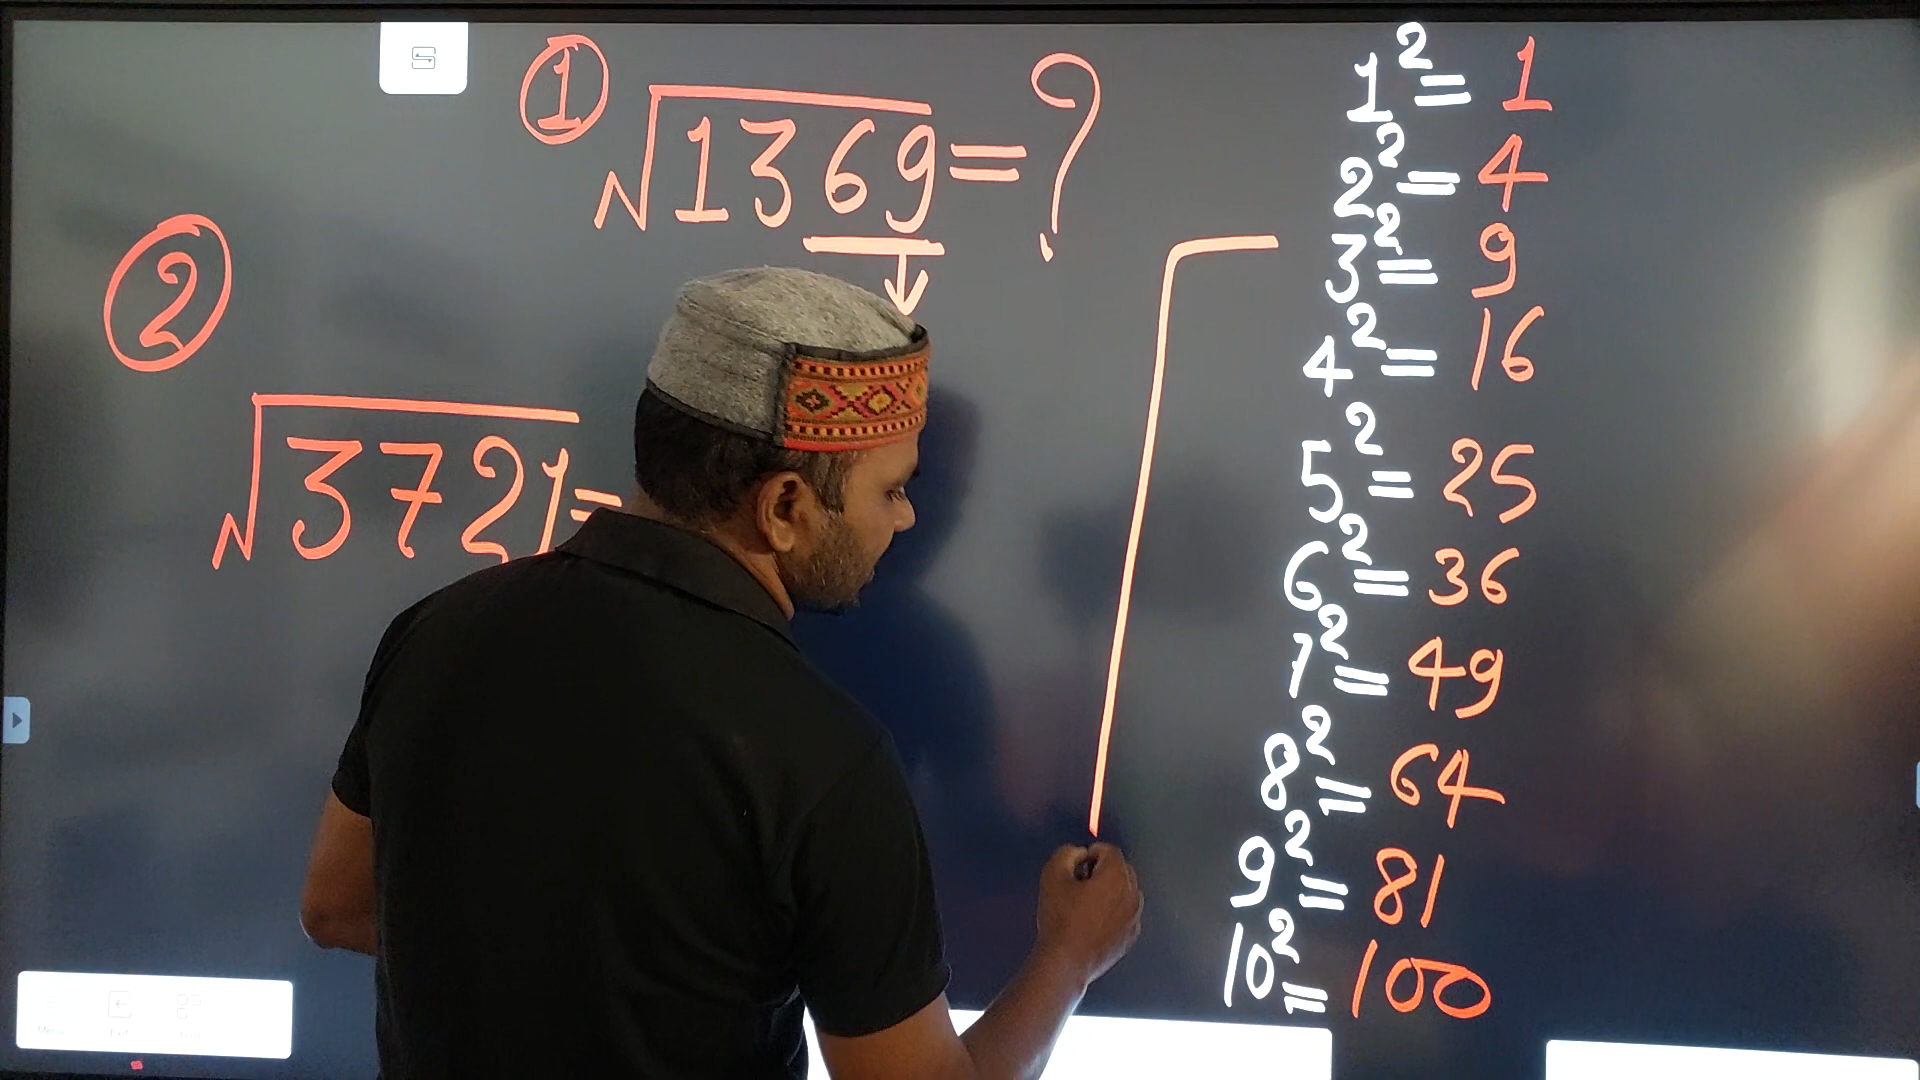 ① √1369 = ?
② √3721 =
1² = 1
2² = 4
3² = 9
4² = 16
5² = 25
6² = 36
7² = 49
8² = 64
9² = 81
10² = 100